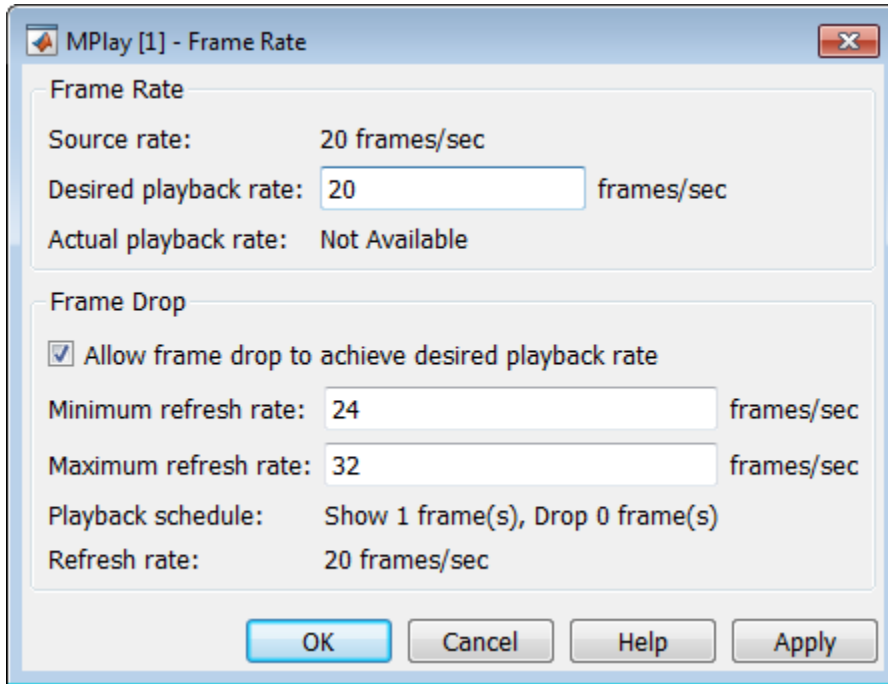 MPlay [1] - Frame Rate
Frame Rate
Source rate: 20 frames/sec
Desired playback rate: 20 frames/sec
Actual playback rate: Not Available
Frame Drop
Allow frame drop to achieve desired playback rate
Minimum refresh rate: 24 frames/sec
Maximum refresh rate: 32 frames/sec
Playback schedule: Show 1 frame(s), Drop 0 frame(s)
Refresh rate: 20 frames/sec
OK Cancel Help Apply